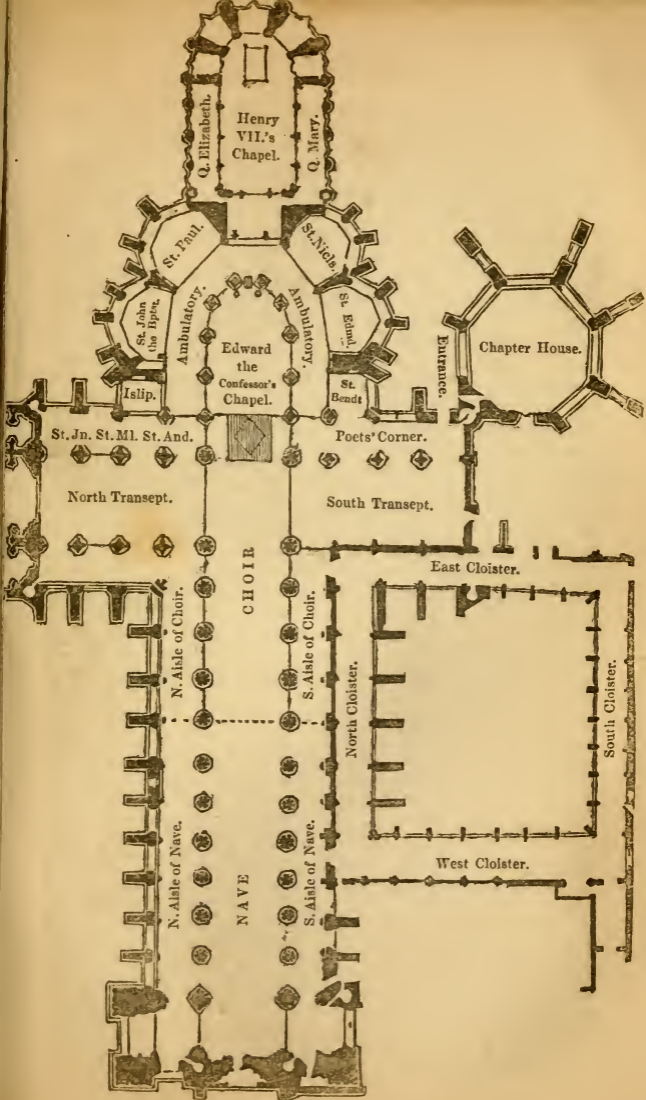 Q. Elizabeth.
Henry
VII.'s
Chapel.
Q. Mary.
St. Paul.
St. Nicls.
St. John
the Bptst.
Ambulatory.
Ambulatory.
St. Edmd.
Edward
the
Confessor's
Chapel.
Islip.
St.
Bendt
Entrance.
Chapter House.
St. Jn. St. Ml. St. And.
Poets' Corner.
North Transept.
South Transept.
CHOIR
East Cloister.
N. Aisle of Choir.
S. Aisle of Choir.
North Cloister.
South Cloister.
N. Aisle of Nave.
NAVE
S. Aisle of Nave.
West Cloister.